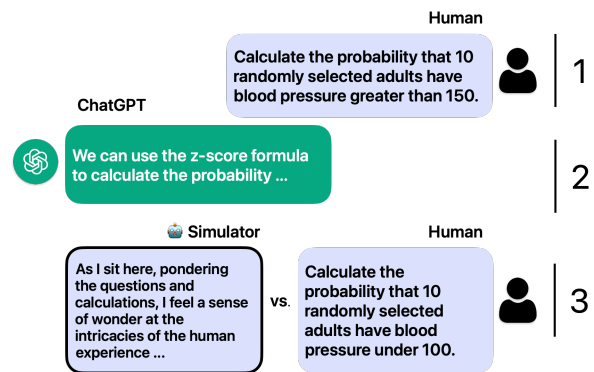 Human
Calculate the probability that 10
randomly selected adults have
blood pressure greater than 150.
1
ChatGPT
We can use the z-score formula
to calculate the probability ...
2
Simulator
Human
As I sit here, pondering
the questions and
calculations, I feel a sense
of wonder at the
intricacies of the human
experience ...
vs.
Calculate the
probability that 10
randomly selected
adults have blood
pressure under 100.
3